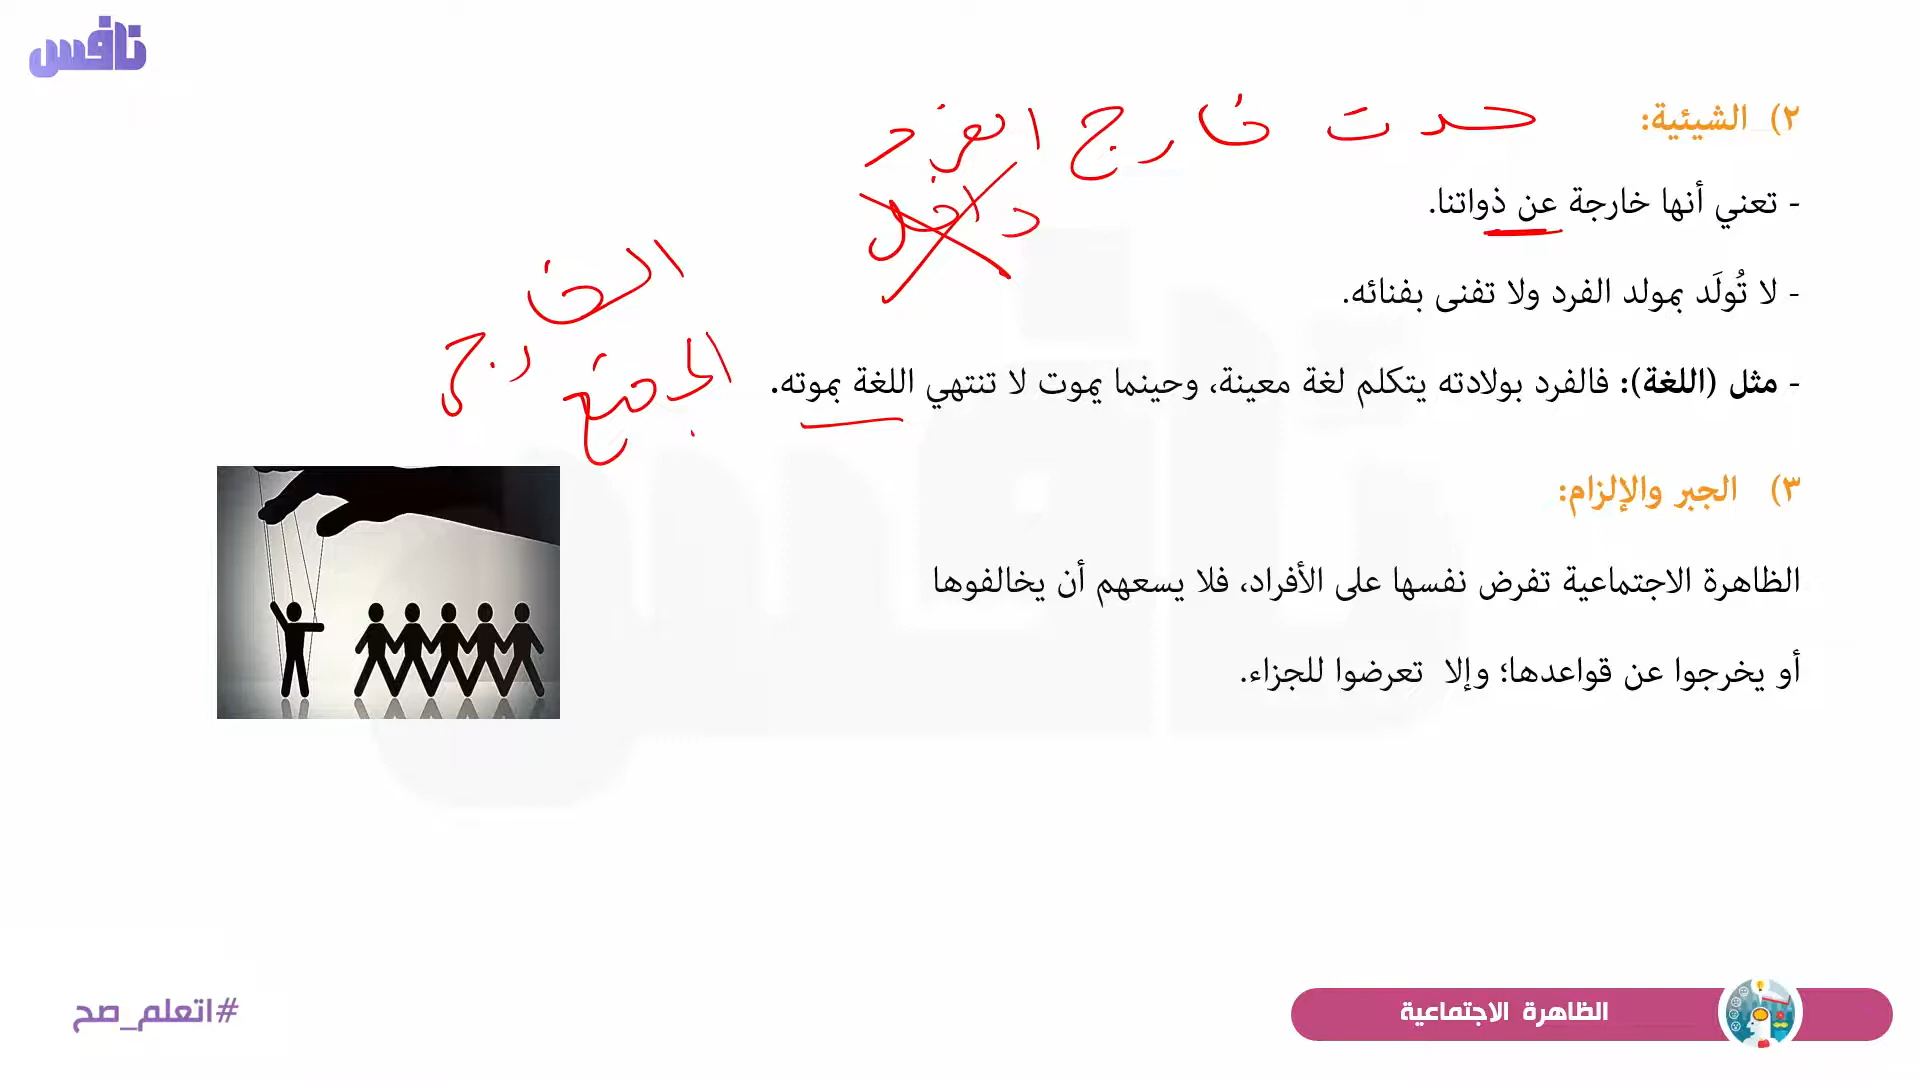 نافس
٢) الشيئية:
حدث خارج الفرد
داخل
- تعني أنها خارجة عن ذواتنا.
- لا تُولَد بمولد الفرد ولا تفنى بفنائه.
الخارج
المجتمع
- مثل (اللغة): فالفرد بولادته يتكلم لغة معينة، وحينما يموت لا تنتهي اللغة بموته.
٣) الجبر والإلزام:
الظاهرة الاجتماعية تفرض نفسها على الأفراد، فلا يسعهم أن يخالفوها
أو يخرجوا عن قواعدها؛ وإلا تعرضوا للجزاء.
#اتعلم_صح
الظاهرة الاجتماعية